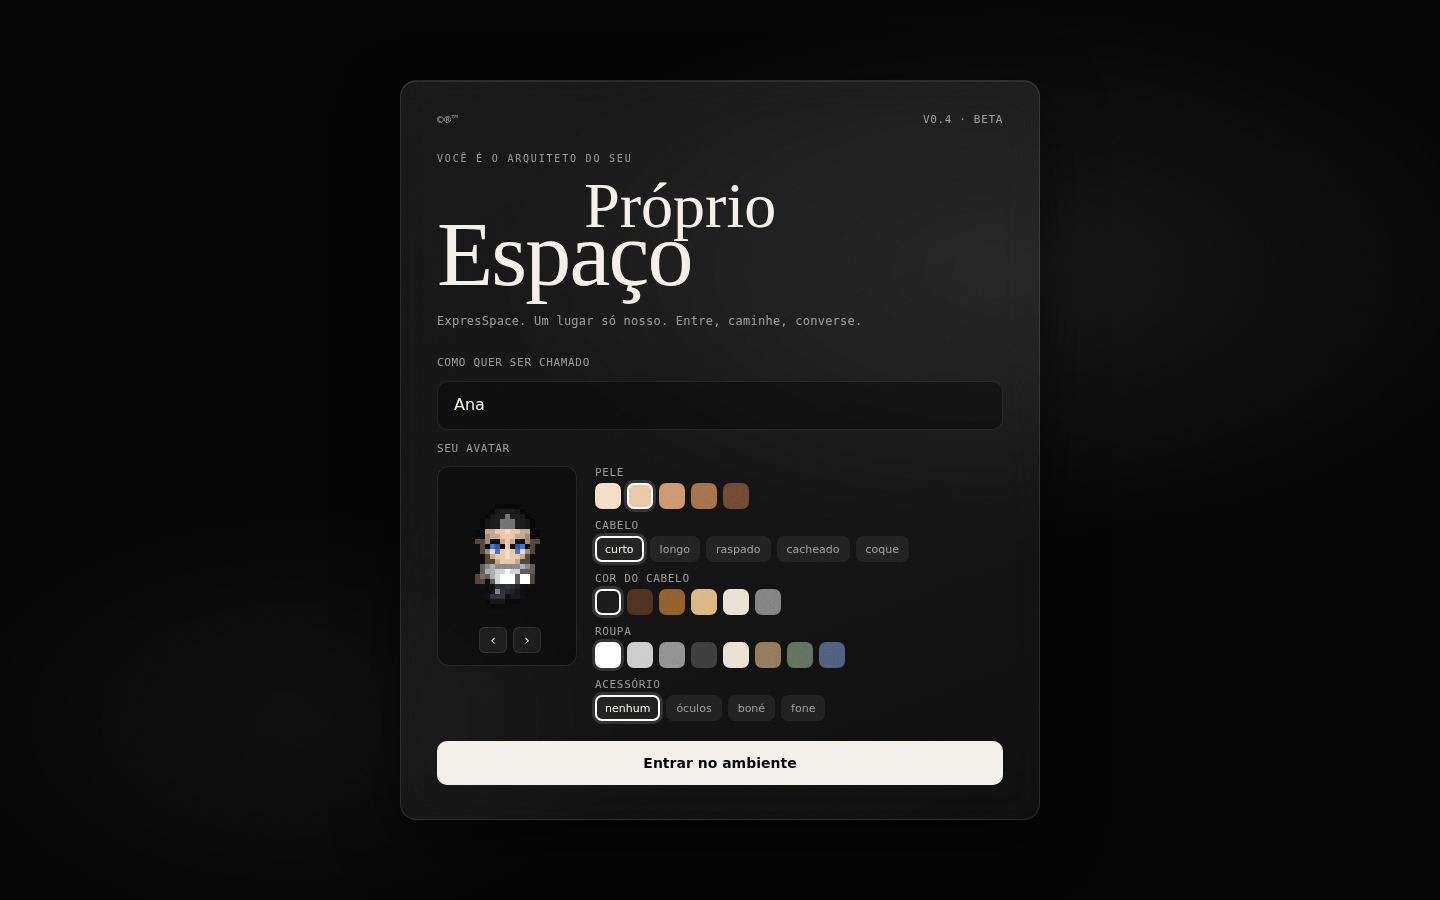 ©®™
V0.4 · BETA
VOCÊ É O ARQUITETO DO SEU
Próprio
Espaço
ExpresSpace. Um lugar só nosso. Entre, caminhe, converse.
COMO QUER SER CHAMADO
Ana
SEU AVATAR
PELE
CABELO
curto longo raspado cacheado coque
COR DO CABELO
ROUPA
‹ ›
ACESSÓRIO
nenhum óculos boné fone
Entrar no ambiente